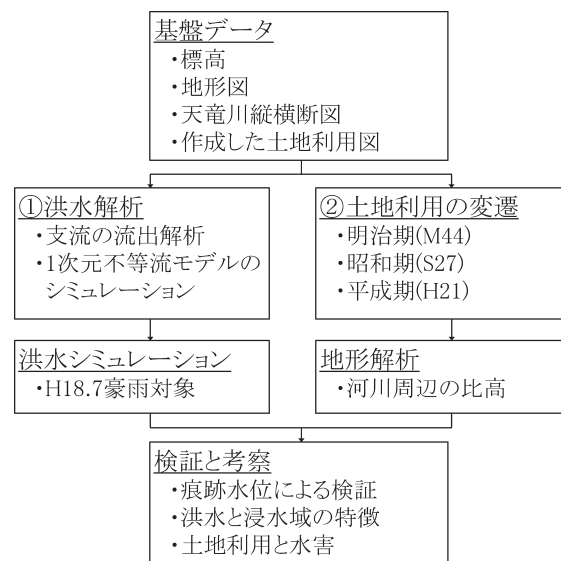 基盤データ
・標高
・地形図
・天竜川縦横断図
・作成した土地利用図
①洪水解析
・支流の流出解析
・1次元不等流モデルの
シミュレーション
②土地利用の変遷
・明治期(M44)
・昭和期(S27)
・平成期(H21)
洪水シミュレーション
・H18.7豪雨対象
地形解析
・河川周辺の比高
検証と考察
・痕跡水位による検証
・洪水と浸水域の特徴
・土地利用と水害